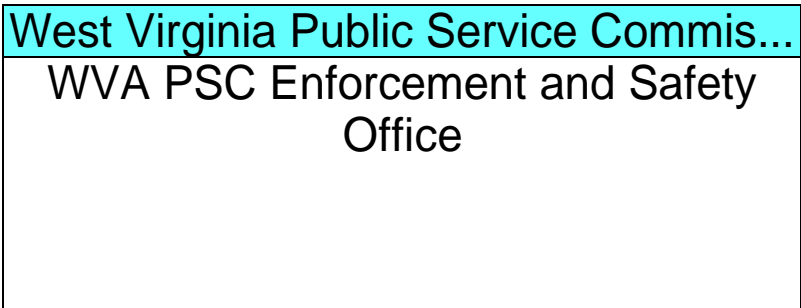 West Virginia Public Service Commis...
WVA PSC Enforcement and Safety
Office